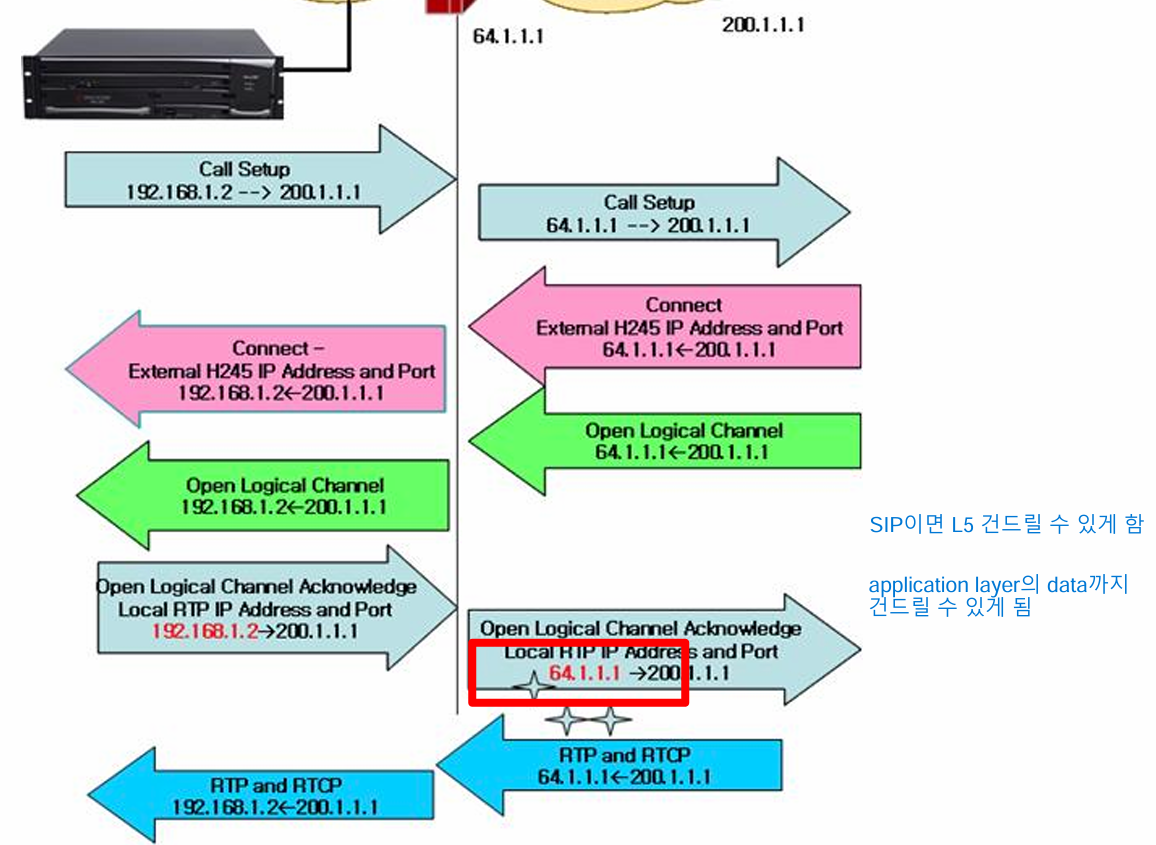 64.1.1.1
200.1.1.1
Call Setup
192.168.1.2 --> 200.1.1.1
Call Setup
64.1.1.1 --> 200.1.1.1
Connect
External H245 IP Address and Port
64.1.1.1←200.1.1.1
Connect –
External H245 IP Address and Port
192.168.1.2←200.1.1.1
Open Logical Channel
64.1.1.1←200.1.1.1
Open Logical Channel
192.168.1.2←200.1.1.1
SIP이면 L5 건드릴 수 있게 함
application layer의 data까지
건드릴 수 있게 됨
Open Logical Channel Acknowledge
Local RTP IP Address and Port
192.168.1.2→200.1.1.1
Open Logical Channel Acknowledge
Local RTP IP Address and Port
64.1.1.1 →200.1.1.1
RTP and RTCP
64.1.1.1←200.1.1.1
RTP and RTCP
192.168.1.2←200.1.1.1